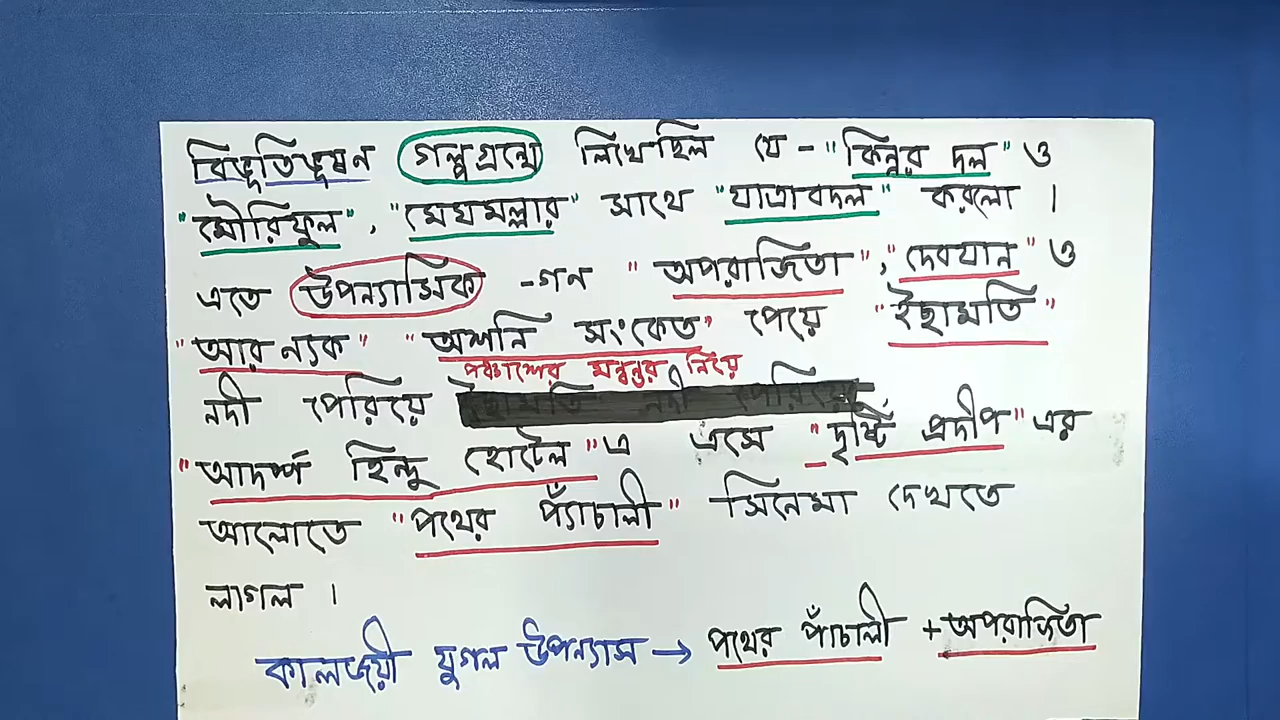 বিভূতিভূষন গল্পগ্রন্থে লিখেছিল যে - "কিন্নর দল" ও
"মৌরিফুল", "মেঘমল্লার" সাথে "যাত্রাবদল" করলো ।
এতে উপন্যাসিক -গন "অপরাজিতা", "দেবযান" ও
"আরন্যক" "অশনি সংকেত" পেয়ে "ইছামতি"
পঞ্চাশের মন্বন্তর নিয়ে
নদী পেরিয়ে
"আদর্শ হিন্দু হোটেল" এ এসে "দৃষ্টি প্রদীপ" এর
আলোতে "পথের প্যাঁচালী" সিনেমা দেখতে
লাগল ।
কালজয়ী যুগল উপন্যাস → পথের পাঁচালী + অপরাজিতা